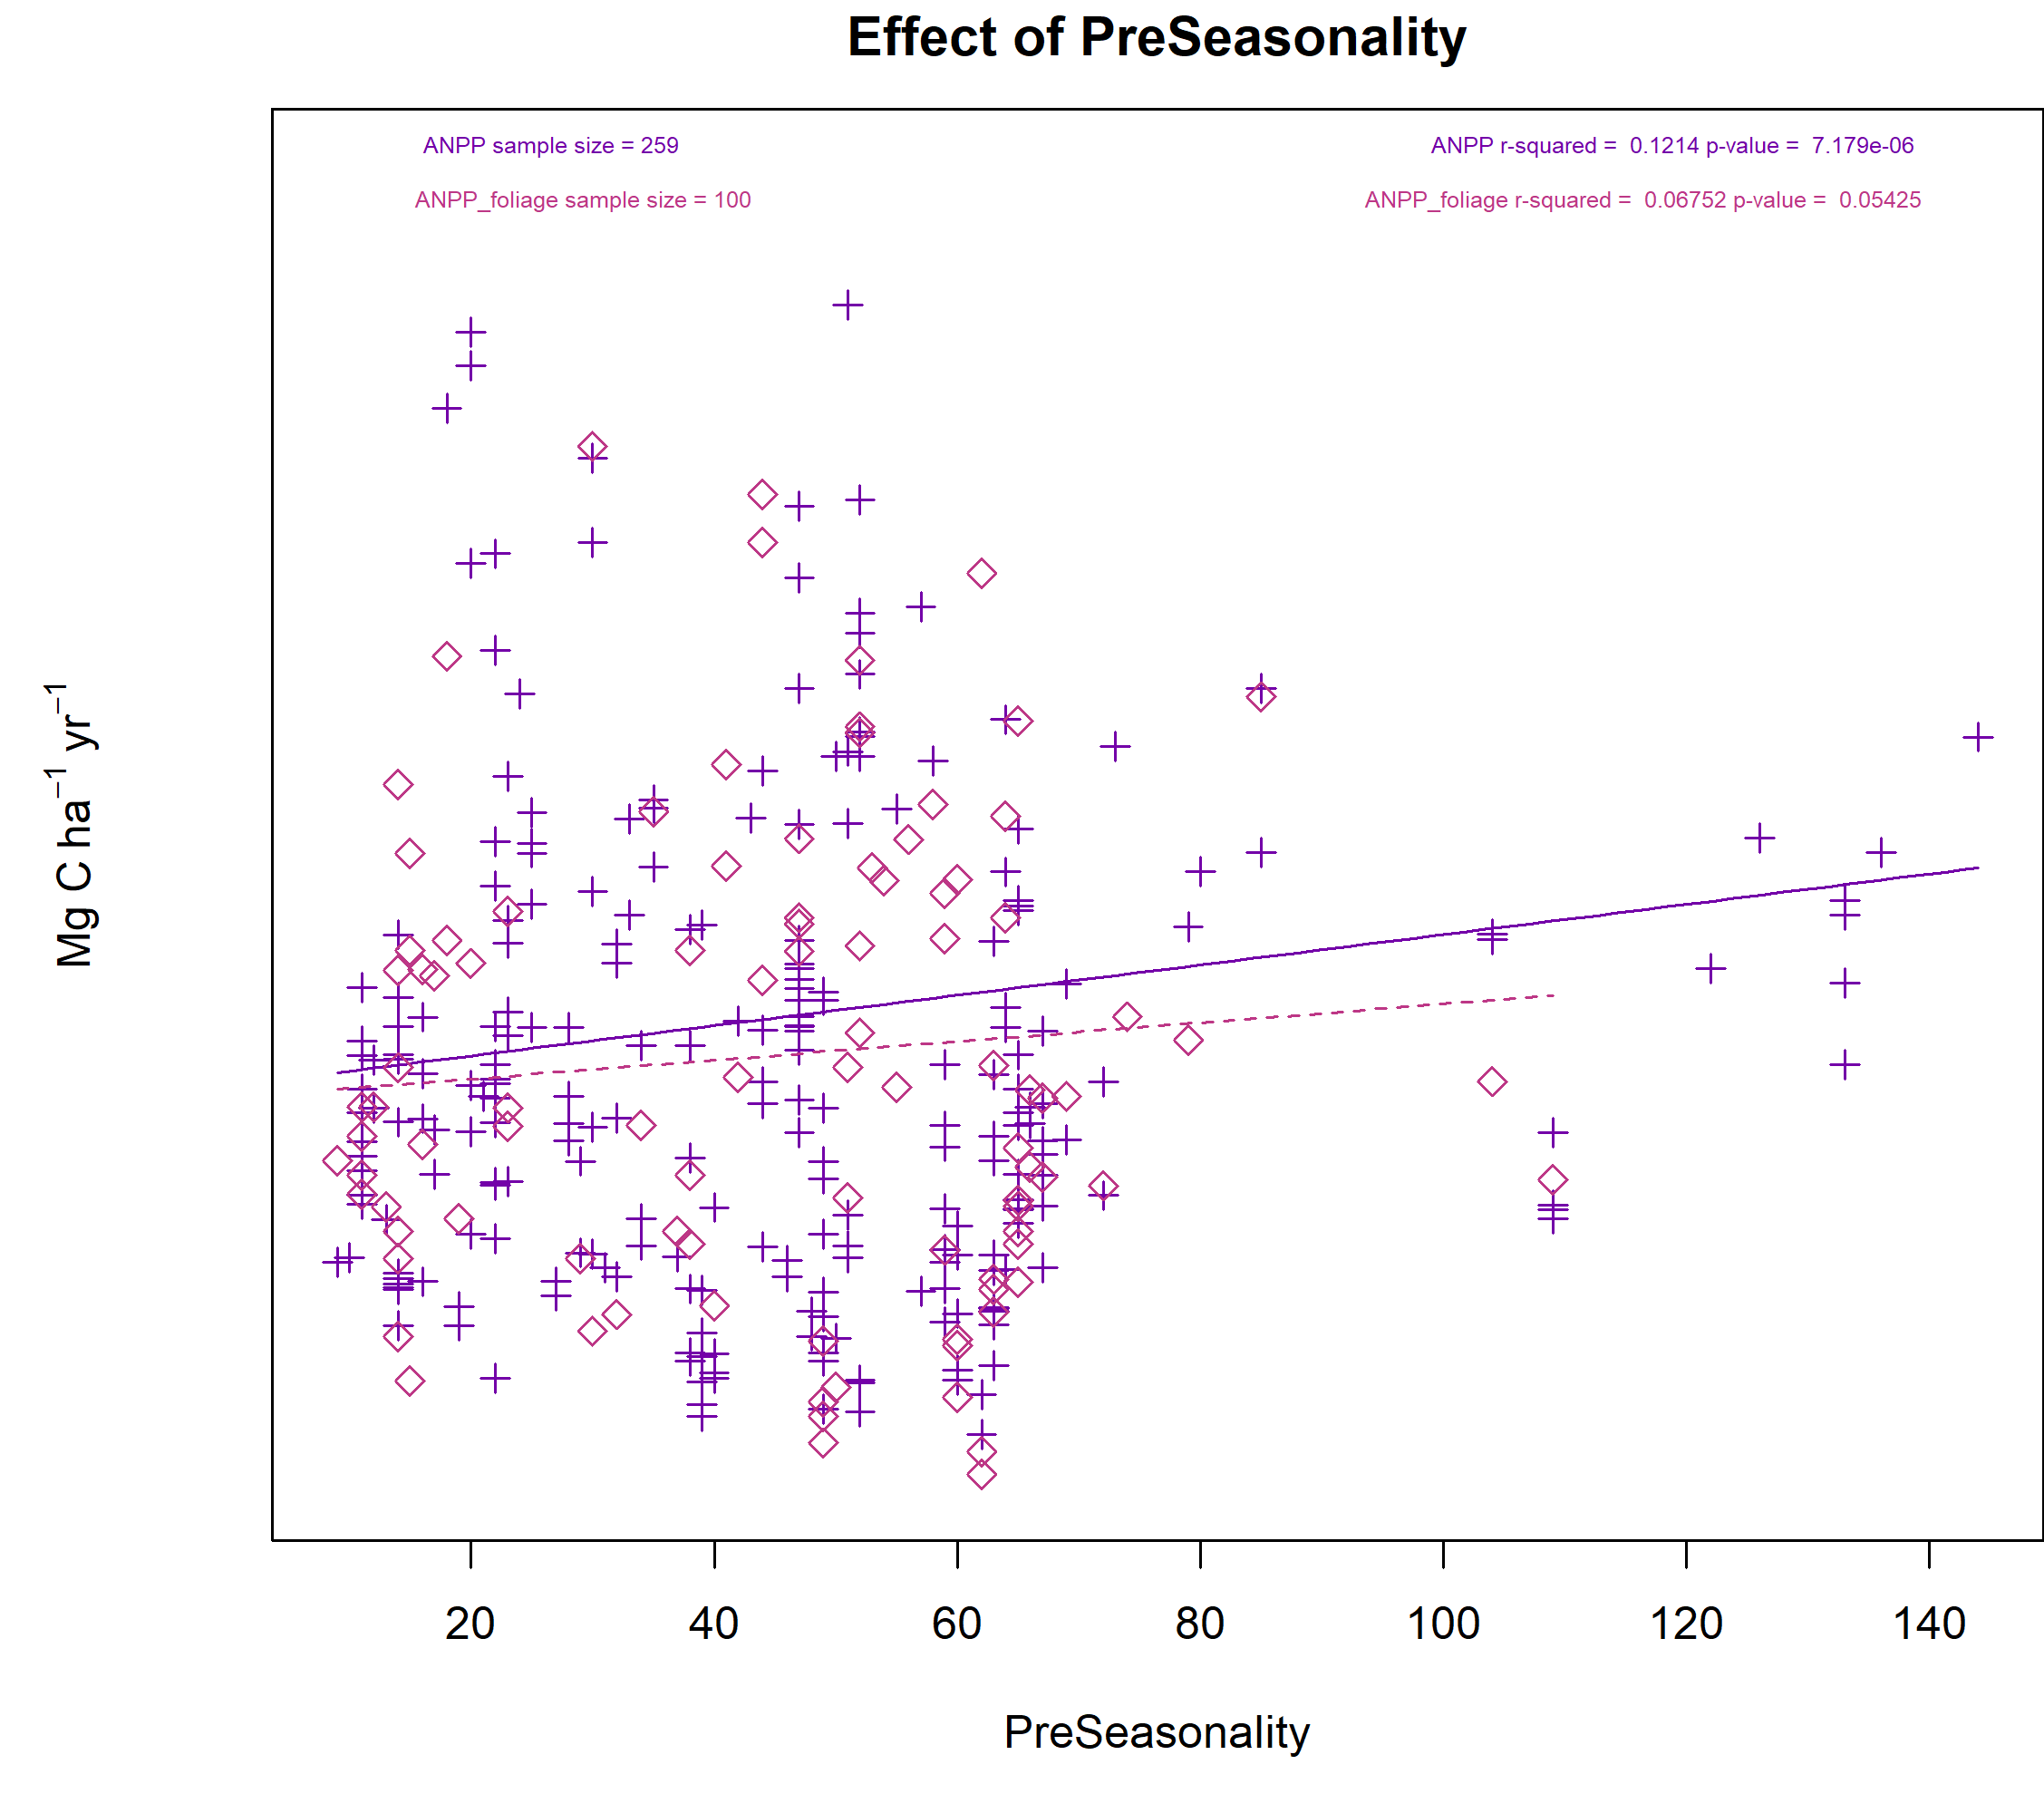 Effect of PreSeasonality
ANPP sample size = 259
ANPP r-squared = 0.1214 p-value = 7.179e-06
ANPP_foliage sample size = 100
ANPP_foliage r-squared = 0.06752 p-value = 0.05425
Mg C ha⁻¹ yr⁻¹
20 40 60 80 100 120 140
PreSeasonality